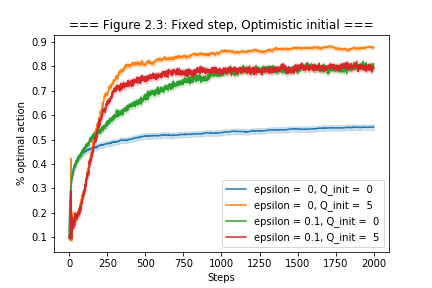 === Figure 2.3: Fixed step, Optimistic initial ===
% optimal action
0.9
0.8
0.7
0.6
0.5
0.4
0.3
0.2
0.1
epsilon =  0, Q_init =  0
epsilon =  0, Q_init =  5
epsilon = 0.1, Q_init =  0
epsilon = 0.1, Q_init =  5
0 250 500 750 1000 1250 1500 1750 2000
Steps